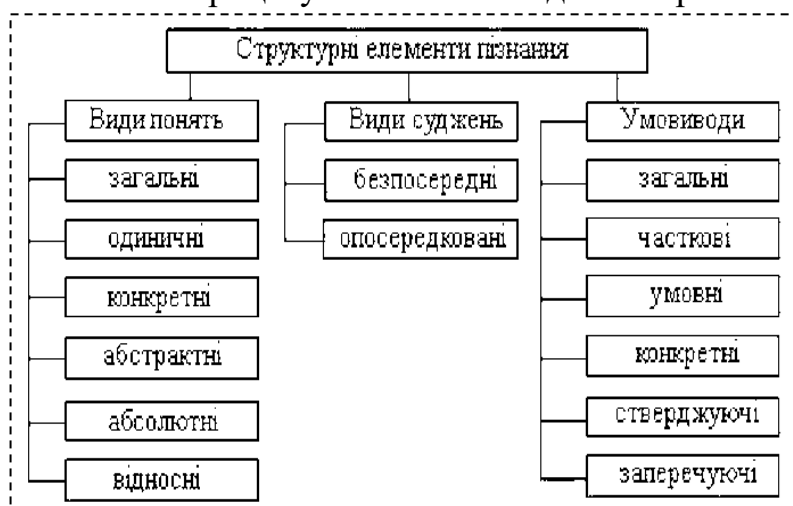 Структурні елементи пізнання
Види понять
загальні
одиничні
конкретні
абстрактні
абсолютні
відносні
Види суджень
безпосередні
опосередковані
Умовиводи
загальні
часткові
умовні
конкретні
стверджуючі
заперечуючі